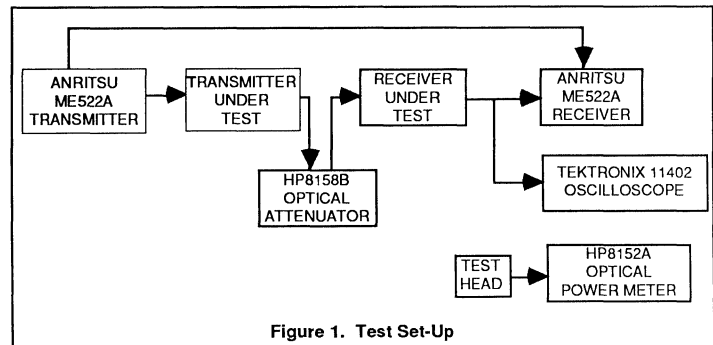 ANRITSU
ME522A
TRANSMITTER
TRANSMITTER
UNDER
TEST
RECEIVER
UNDER
TEST
ANRITSU
ME522A
RECEIVER
HP8158B
OPTICAL
ATTENUATOR
TEKTRONIX 11402
OSCILLOSCOPE
TEST
HEAD
HP8152A
OPTICAL
POWER METER
Figure 1. Test Set-Up